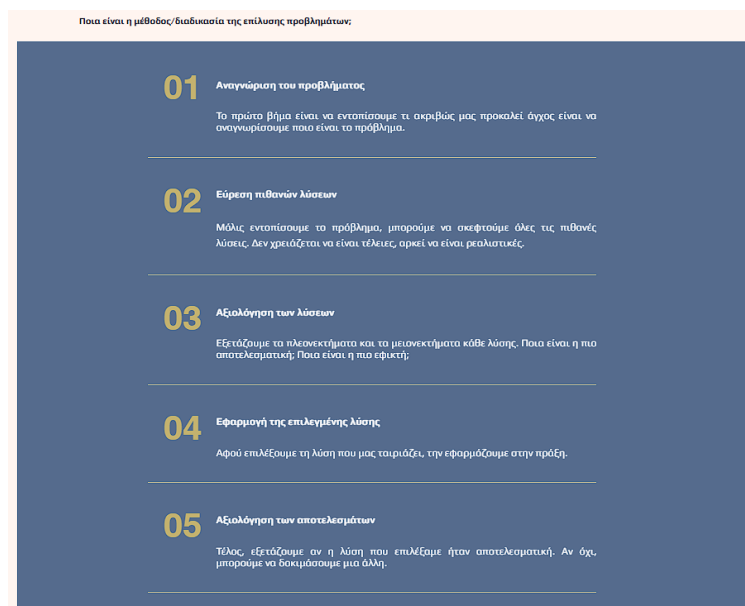 Ποια είναι η μέθοδος/διαδικασία της επίλυσης προβλημάτων;
01
Αναγνώριση του προβλήματος
Το πρώτο βήμα είναι να εντοπίσουμε τι ακριβώς μας προκαλεί άγχος είναι να
αναγνωρίσουμε ποιο είναι το πρόβλημα.
02
Εύρεση πιθανών λύσεων
Μόλις εντοπίσουμε το πρόβλημα, μπορούμε να σκεφτούμε όλες τις πιθανές
λύσεις. Δεν χρειάζεται να είναι τέλειες, αρκεί να είναι ρεαλιστικές.
03
Αξιολόγηση των λύσεων
Εξετάζουμε τα πλεονεκτήματα και τα μειονεκτήματα κάθε λύσης. Ποια είναι η πιο
αποτελεσματική; Ποια είναι η πιο εφικτή;
04
Εφαρμογή της επιλεγμένης λύσης
Αφού επιλέξουμε τη λύση που μας ταιριάζει, την εφαρμόζουμε στην πράξη.
05
Αξιολόγηση των αποτελεσμάτων
Τέλος, εξετάζουμε αν η λύση που επιλέξαμε ήταν αποτελεσματική. Αν όχι,
μπορούμε να δοκιμάσουμε μια άλλη.